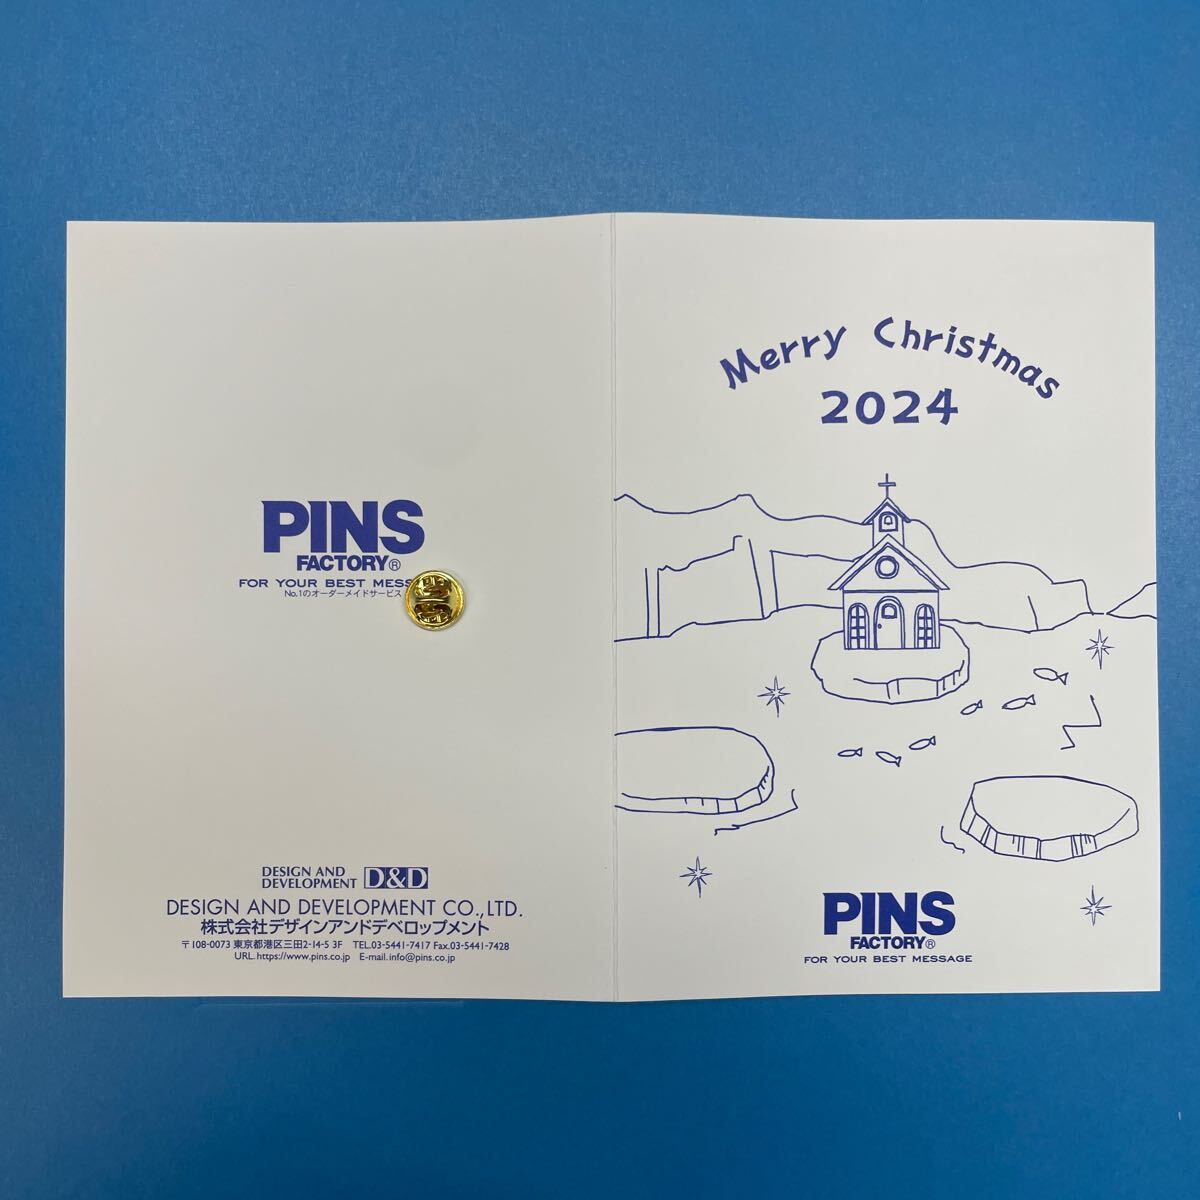 PINS
FACTORY®
FOR YOUR BEST
No.1のオーダーメイドサービス
DESIGN AND
DEVELOPMENT D&D
DESIGN AND DEVELOPMENT CO.,LTD.
株式会社デザインアンドデベロップメント
〒108-0073 東京都港区三田2-14-5 3F TEL.03-5441-7417 Fax.03-5441-7428
URL.https://www.pins.co.jp E-mail.info@pins.co.jp
Merry Christmas
2024
PINS
FACTORY®
FOR YOUR BEST MESSAGE